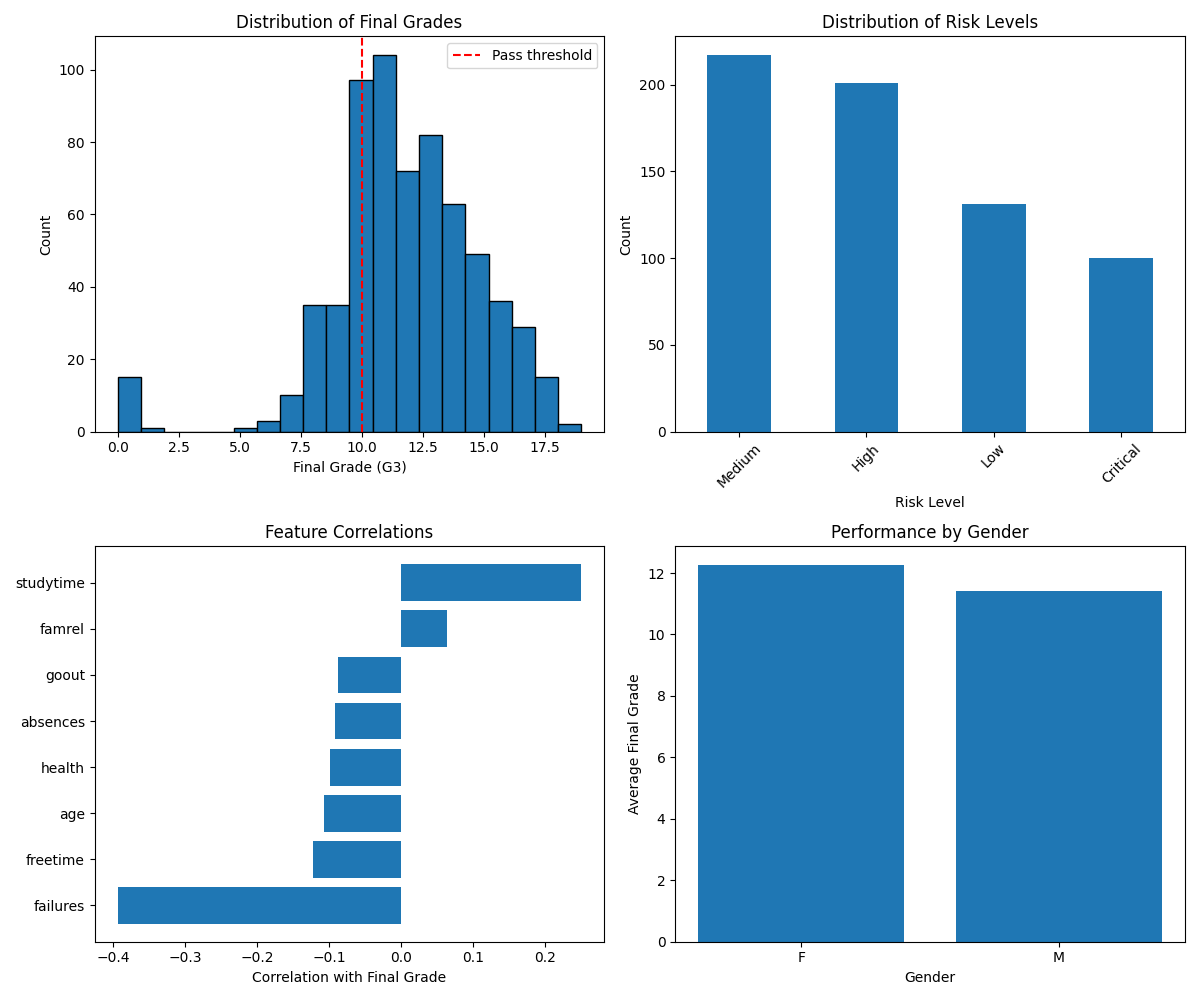 Distribution of Final Grades
Pass threshold
Count
100
80
60
40
20
0
0.0 2.5 5.0 7.5 10.0 12.5 15.0 17.5
Final Grade (G3)
Distribution of Risk Levels
Count
200
150
100
50
0
Medium High Low Critical
Risk Level
Feature Correlations
studytime
famrel
goout
absences
health
age
freetime
failures
−0.4 −0.3 −0.2 −0.1 0.0 0.1 0.2
Correlation with Final Grade
Performance by Gender
Average Final Grade
12
10
8
6
4
2
0
F M
Gender